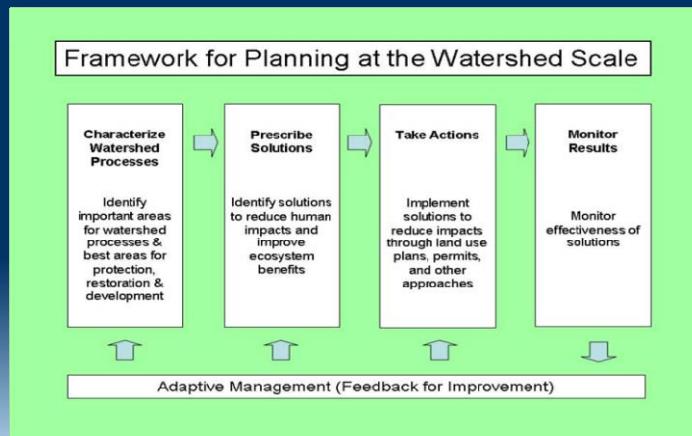 Framework for Planning at the Watershed Scale
Characterize
Watershed
Processes
Identify
important areas
for watershed
processes &
best areas for
protection,
restoration &
development
Prescribe
Solutions
Identify solutions
to reduce human
impacts and
improve
ecosystem
benefits
Take Actions
Implement
solutions to
reduce impacts
through land use
plans, permits,
and other
approaches
Monitor
Results
Monitor
effectiveness of
solutions
Adaptive Management (Feedback for Improvement)